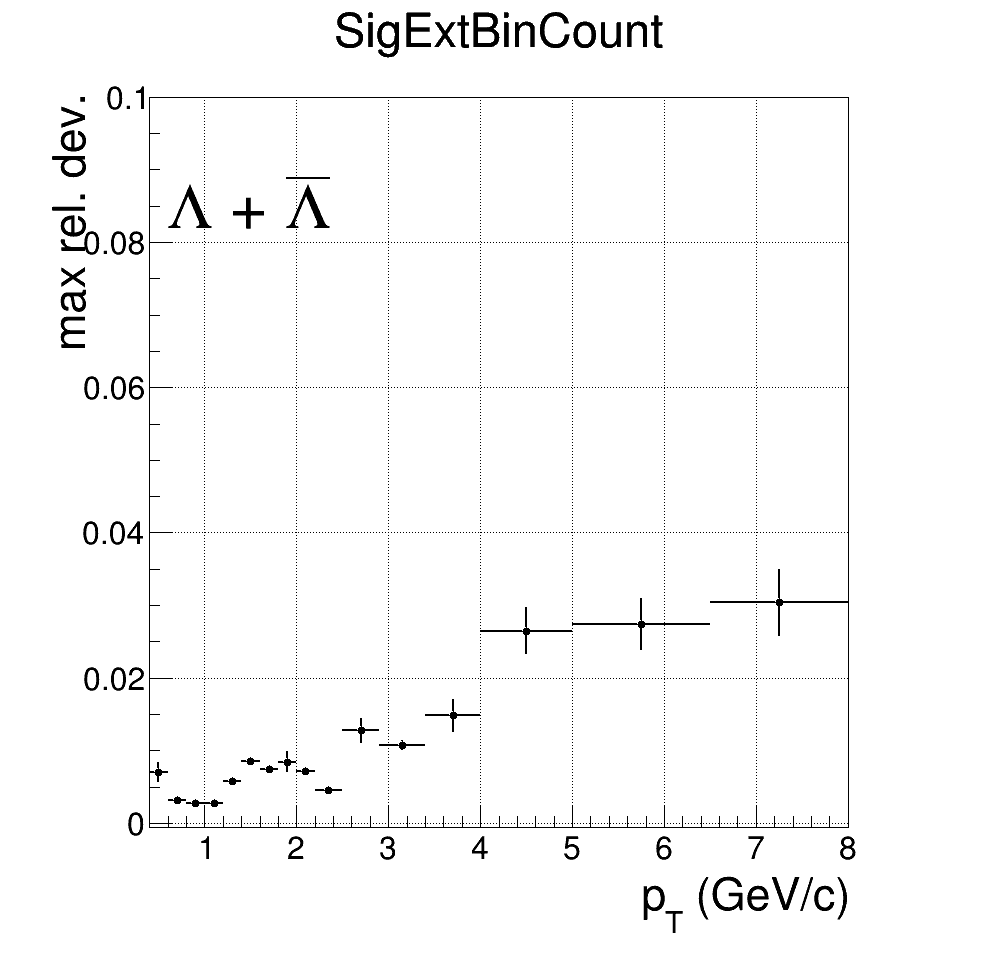 SigExtBinCount
max rel. dev.
0.1
0.08
0.06
0.04
0.02
0
Λ + Λ̅
1 2 3 4 5 6 7 8
p_T (GeV/c)